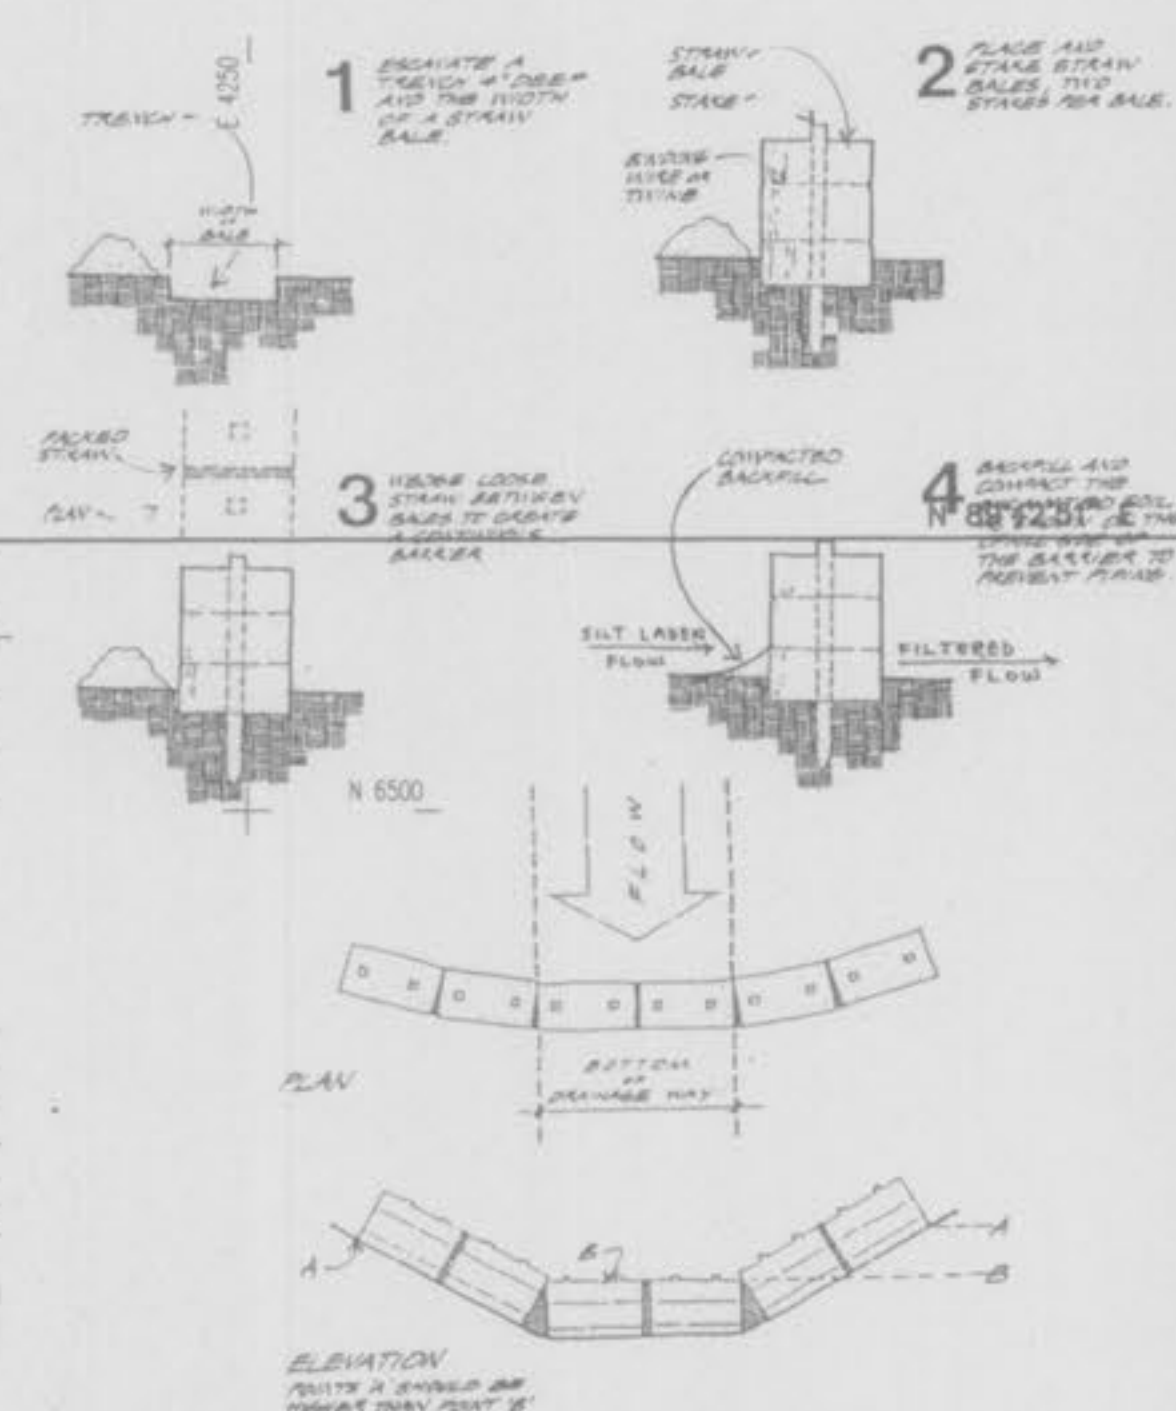 E 4250
TRENCH
WIDTH
OF
BALE
1
EXCAVATE A
TRENCH 4" DEEP
AND THE WIDTH
OF A STRAW
BALE.
STRAW
BALE
STAKE
BINDING
WIRE OR
TWINE
2
PLACE AND
STAKE STRAW
BALES, TWO
STAKES PER BALE.
PACKED
STRAW
PLAN
3
WEDGE LOOSE
STRAW BETWEEN
BALES TO CREATE
A CONTINUOUS
BARRIER
COMPACTED
BACKFILL
4
BACKFILL AND
COMPACT THE
EXCAVATED SOIL
THE
THE BARRIER TO
PREVENT PIPING.
SILT LADEN
FLOW
FILTERED
FLOW
N 6500
FLOW
PLAN
BOTTOM
OF
DRAINAGE WAY
A
B
A
B
ELEVATION
POINTS A SHOULD BE
HIGHER THAN POINT 'B'